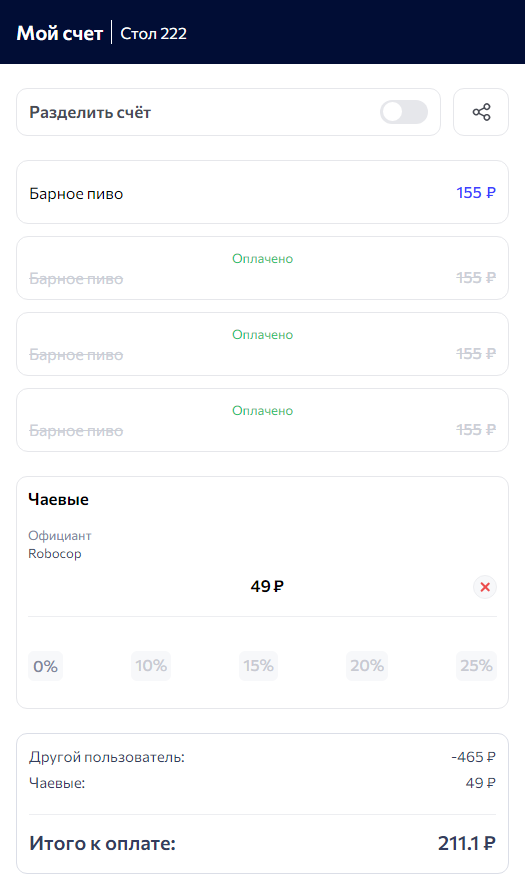 Мой счет Стол 222
Разделить счёт
Барное пиво 155 ₽
Оплачено
Барное пиво 155 ₽
Оплачено
Барное пиво 155 ₽
Оплачено
Барное пиво 155 ₽
Чаевые
Официант
Robocop
49 ₽
0% 10% 15% 20% 25%
Другой пользователь: -465 ₽
Чаевые: 49 ₽
Итого к оплате: 211.1 ₽